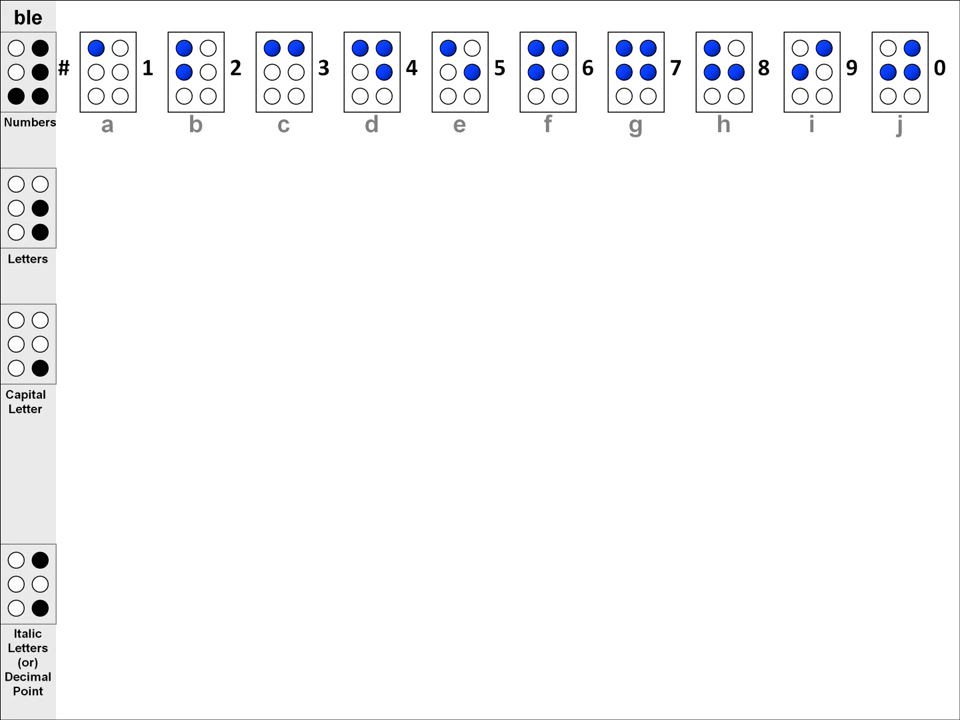 ble
# 1 2 3 4 5 6 7 8 9 0
Numbers a b c d e f g h i j
Letters
Capital
Letter
Italic
Letters
(or)
Decimal
Point